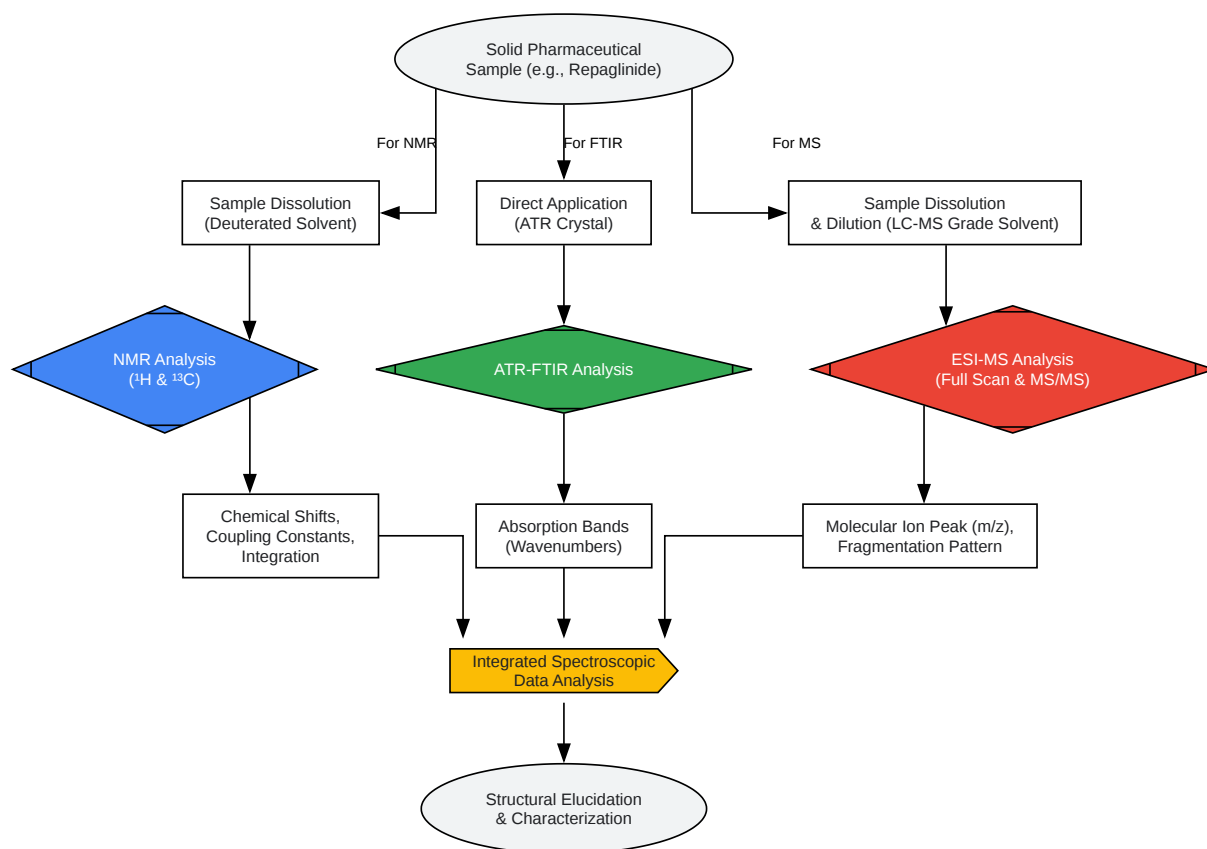 Solid Pharmaceutical
Sample (e.g., Repaglinide)
For NMR
For FTIR
For MS
Sample Dissolution
(Deuterated Solvent)
Direct Application
(ATR Crystal)
Sample Dissolution
& Dilution (LC-MS Grade Solvent)
NMR Analysis
(¹H & ¹³C)
ATR-FTIR Analysis
ESI-MS Analysis
(Full Scan & MS/MS)
Chemical Shifts,
Coupling Constants,
Integration
Absorption Bands
(Wavenumbers)
Molecular Ion Peak (m/z),
Fragmentation Pattern
Integrated Spectroscopic
Data Analysis
Structural Elucidation
& Characterization